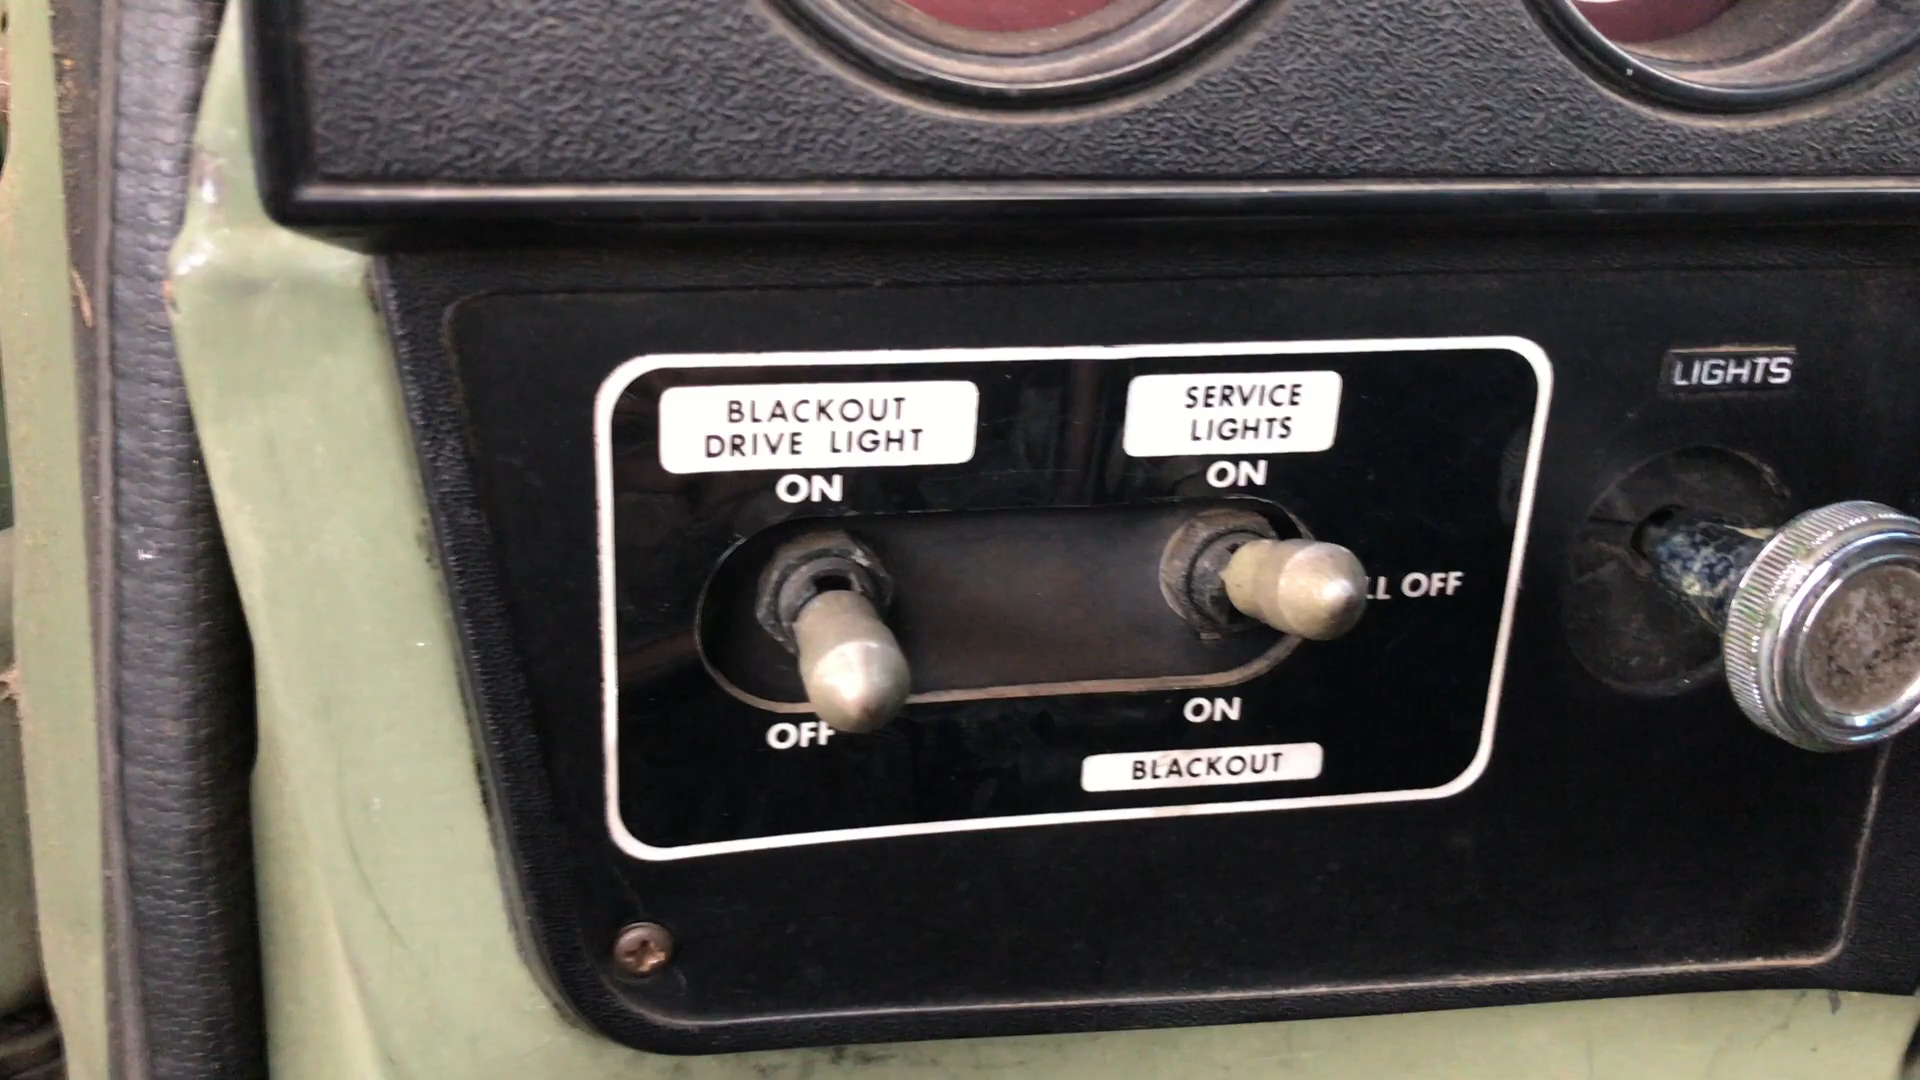 BLACKOUT
DRIVE LIGHT
ON
OFF
SERVICE
LIGHTS
ON
LL OFF
ON
BLACKOUT
LIGHTS